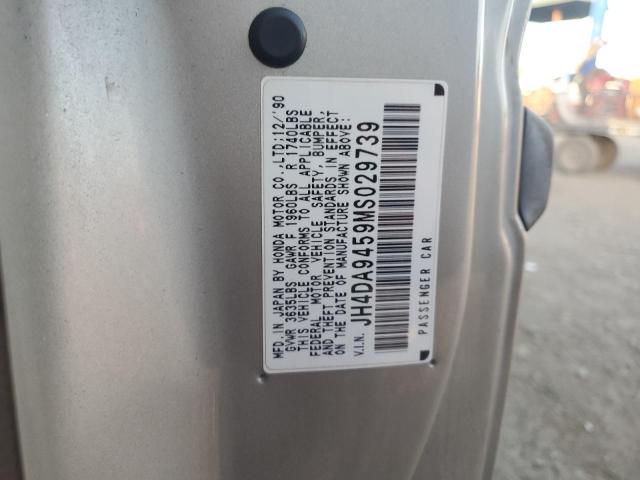 MFD. IN JAPAN BY HONDA MOTOR CO.,LTD;12/'90
GVWR 3635LBS GAWR F 1960LBS R 1740LBS
THIS VEHICLE CONFORMS TO ALL APPLICABLE
FEDERAL MOTOR VEHICLE SAFETY, BUMPER,
AND THEFT PREVENTION STANDARDS IN EFFECT
ON THE DATE OF MANUFACTURE SHOWN ABOVE:
V.I.N. JH4DA9459MS029739
PASSENGER CAR